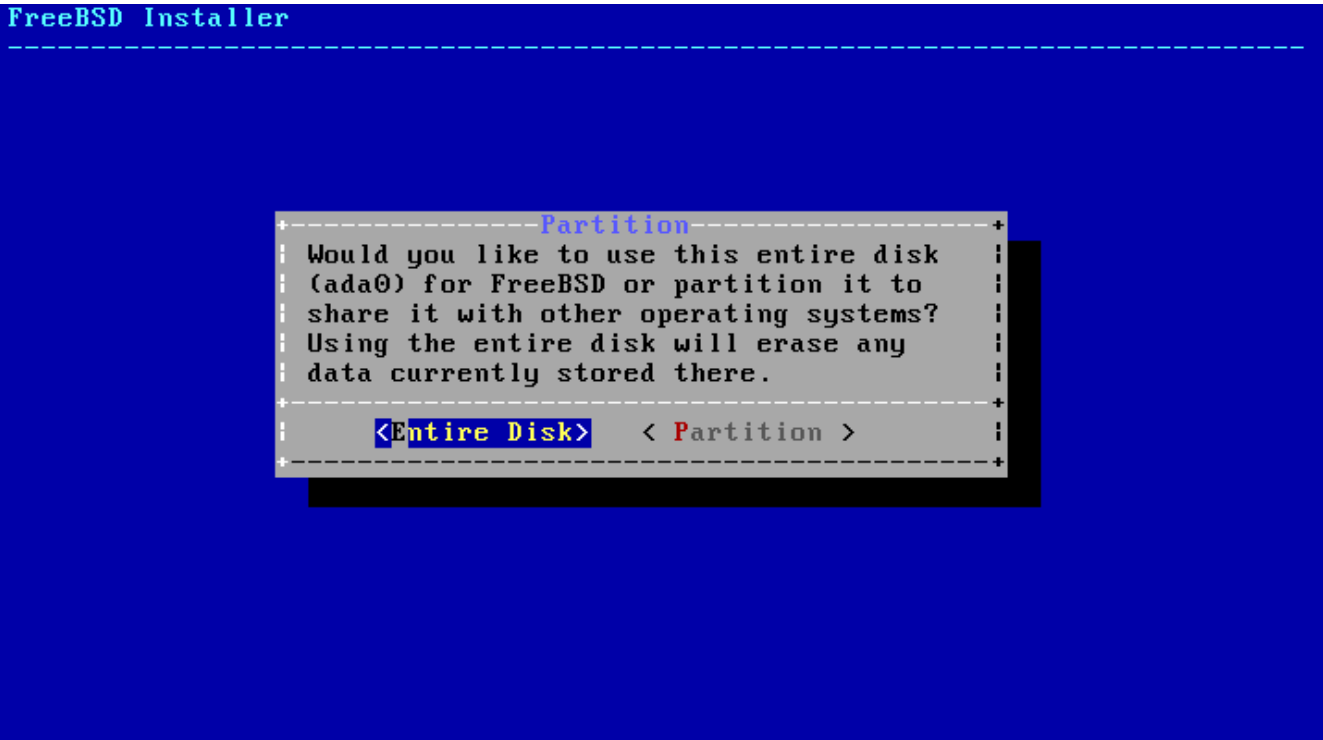 FreeBSD Installer
Partition
Would you like to use this entire disk
(ada0) for FreeBSD or partition it to
share it with other operating systems?
Using the entire disk will erase any
data currently stored there.
<Entire Disk> < Partition >